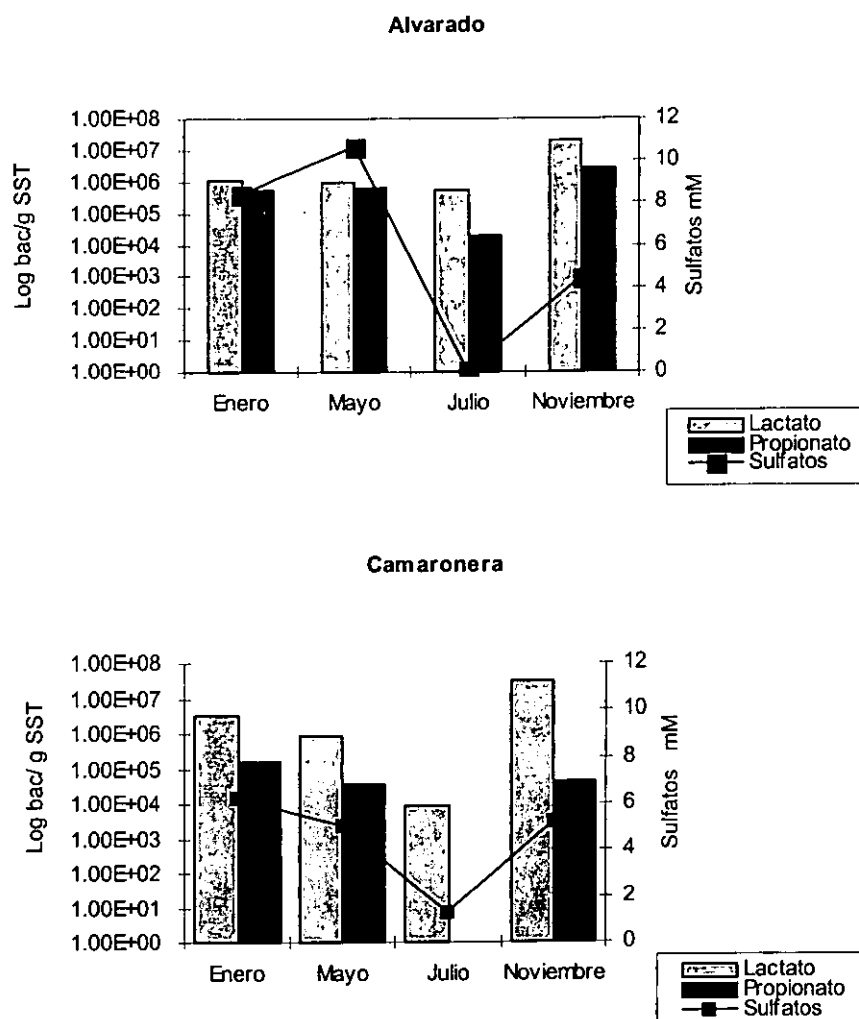 Alvarado
Log bac/g SST
1.00E+08
1.00E+07
1.00E+06
1.00E+05
1.00E+04
1.00E+03
1.00E+02
1.00E+01
1.00E+00
12
10
8
6
4
2
0
Sulfatos mM
Enero Mayo Julio Noviembre
Lactato
Propionato
Sulfatos
Camaronera
Log bac/ g SST
1.00E+08
1.00E+07
1.00E+06
1.00E+05
1.00E+04
1.00E+03
1.00E+02
1.00E+01
1.00E+00
12
10
8
6
4
2
0
Sulfatos mM
Enero Mayo Julio Noviembre
Lactato
Propionato
Sulfatos